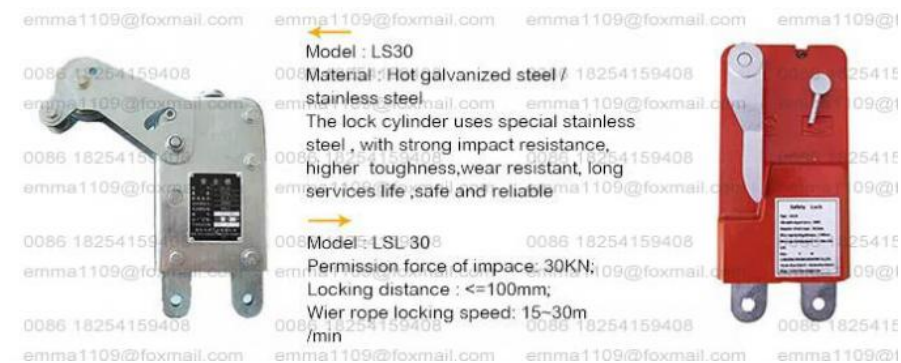 Model : LS30
Material : Hot galvanized steel /
stainless steel
The lock cylinder uses special stainless
steel , with strong impact resistance,
higher toughness,wear resistant, long
services life ,safe and reliable
Model : LSL 30
Permission force of impace: 30KN;
Locking distance : <=100mm;
Wier rope locking speed: 15~30m
/min
Safety Lock
emma1109@foxmail.com
0086 18254159408